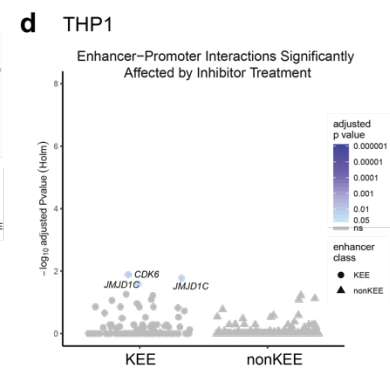 d THP1
Enhancer−Promoter Interactions Significantly
Affected by Inhibitor Treatment
−log10 adjusted Pvalue (Holm)
8
6
4
2
0
CDK6
JMJD1C
JMJD1C
KEE
nonKEE
adjusted
p value
0.000001
0.00001
0.0001
0.001
0.01
0.05
ns
enhancer
class
KEE
nonKEE